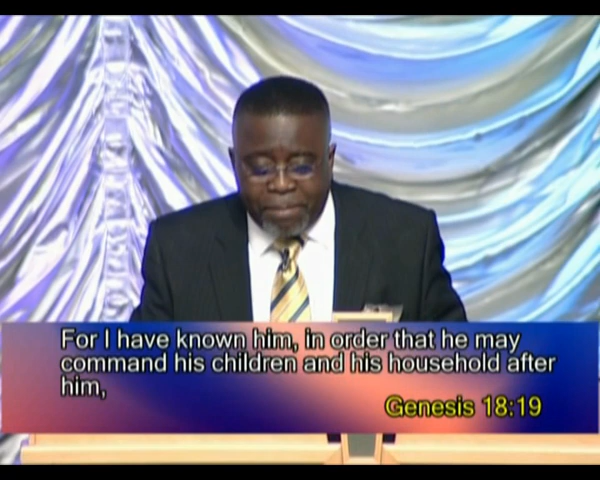 For I have known him, in order that he may
command his children and his household after
him,
Genesis 18:19